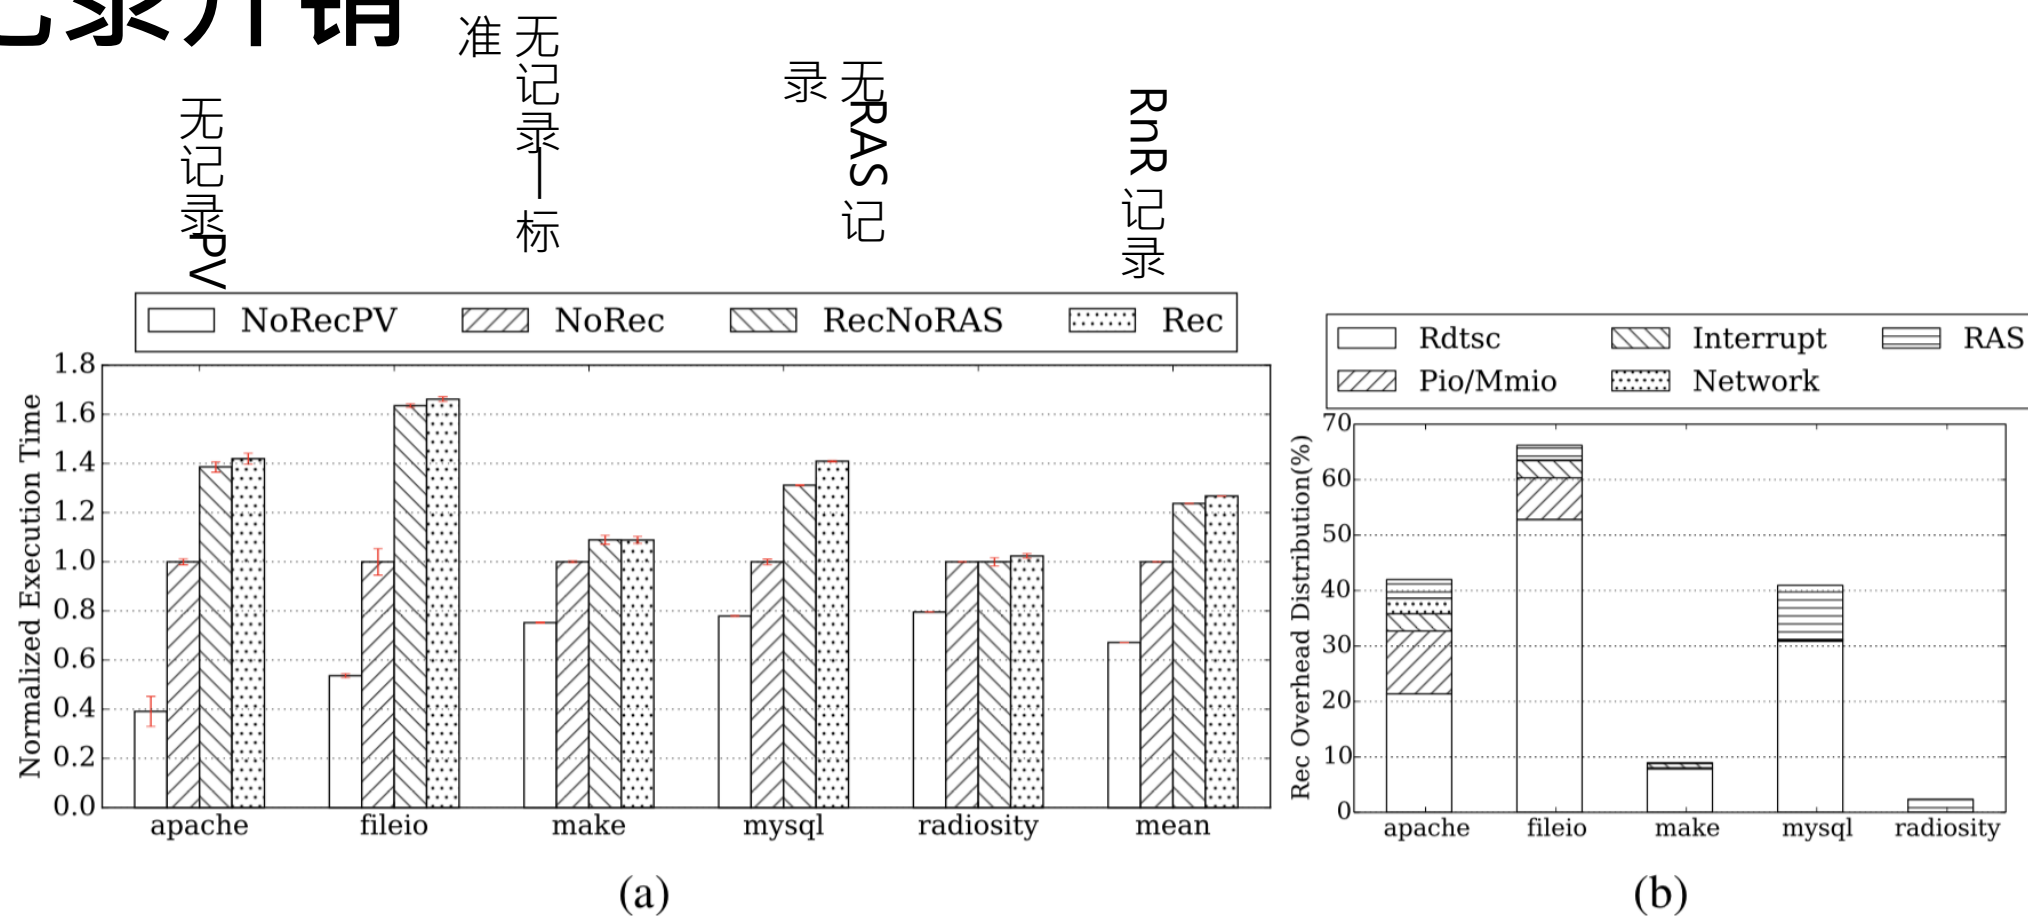 记录开销
无记录PV
无记录—标
准
无RAS 记
录
RnR 记录
NoRecPV NoRec RecNoRAS Rec
Normalized Execution Time
1.8
1.6
1.4
1.2
1.0
0.8
0.6
0.4
0.2
0.0
apache fileio make mysql radiosity mean
(a)
Rdtsc Interrupt RAS
Pio/Mmio Network
Rec Overhead Distribution(%)
70
60
50
40
30
20
10
0
apache fileio make mysql radiosity
(b)